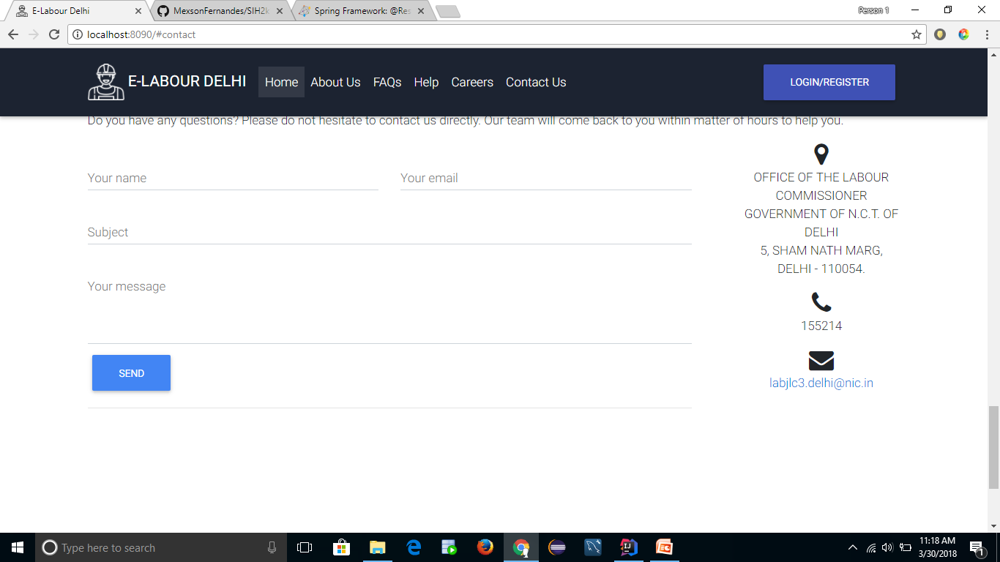 E-Labour Delhi
MexsonFernandes/SIH2k
Spring Framework: @Res
Person 1
localhost:8090/#contact
E-LABOUR DELHI
Home
About Us
FAQs
Help
Careers
Contact Us
LOGIN/REGISTER
Do you have any questions? Please do not hesitate to contact us directly. Our team will come back to you within matter of hours to help you.
Your name
Your email
Subject
Your message
SEND
OFFICE OF THE LABOUR
COMMISSIONER
GOVERNMENT OF N.C.T. OF
DELHI
5, SHAM NATH MARG,
DELHI - 110054.
155214
labjlc3.delhi@nic.in
Type here to search
11:18 AM
3/30/2018
1